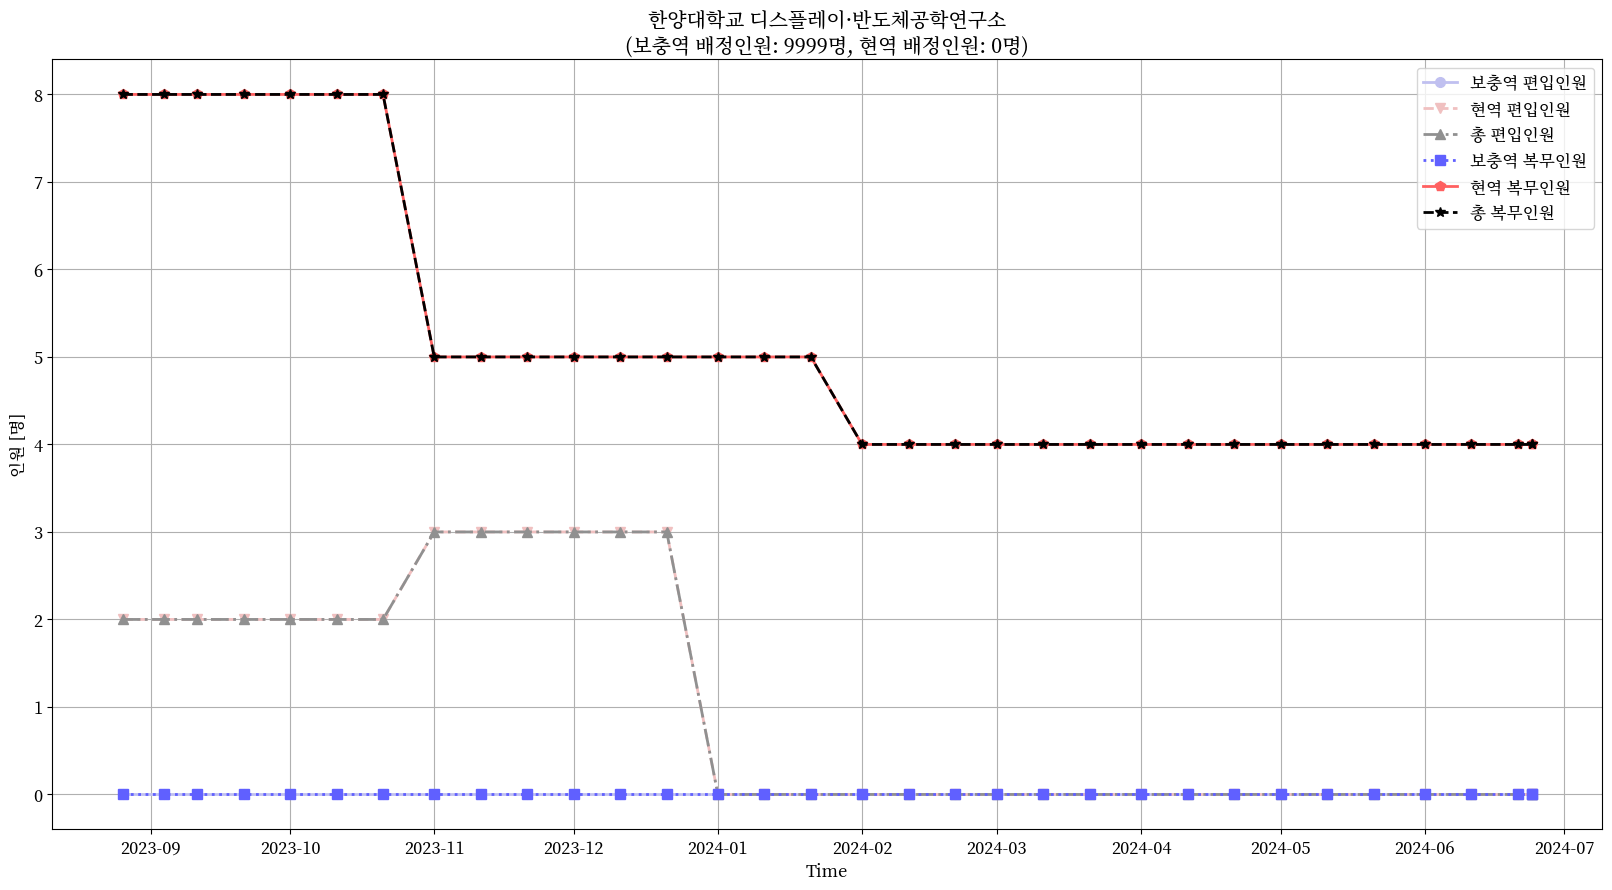 한양대학교 디스플레이·반도체공학연구소
(보충역 배정인원: 9999명, 현역 배정인원: 0명)
보충역 편입인원
현역 편입인원
총 편입인원
보충역 복무인원
현역 복무인원
총 복무인원
인원 [명]
8
7
6
5
4
3
2
1
0
2023-09
2023-10
2023-11
2023-12
2024-01
2024-02
2024-03
2024-04
2024-05
2024-06
2024-07
Time